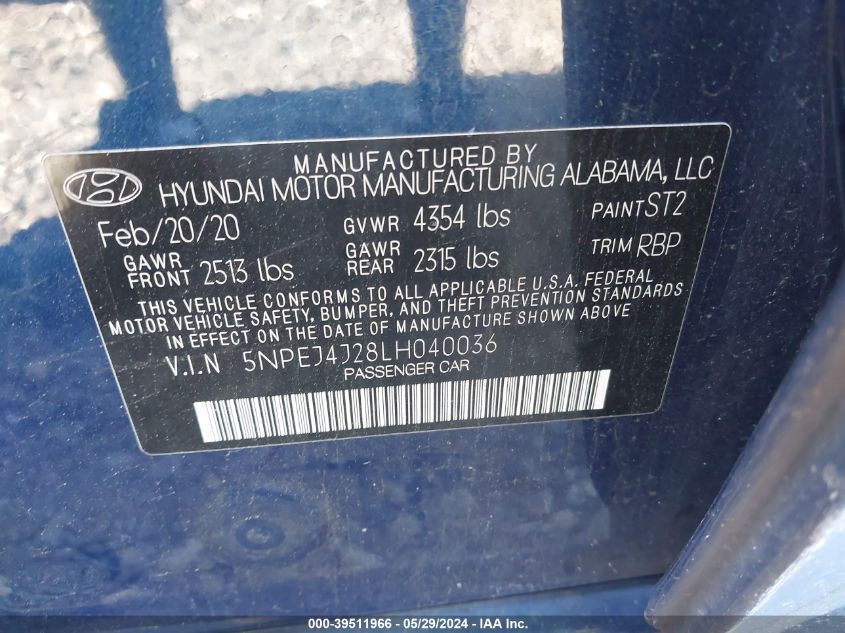 MANUFACTURED BY
HYUNDAI MOTOR MANUFACTURING ALABAMA, LLC
Feb/20/20 GVWR 4354 lbs PAINT ST2
GAWR FRONT 2513 lbs GAWR REAR 2315 lbs TRIM RBP
THIS VEHICLE CONFORMS TO ALL APPLICABLE U.S.A. FEDERAL
MOTOR VEHICLE SAFETY, BUMPER, AND THEFT PREVENTION STANDARDS
IN EFFECT ON THE DATE OF MANUFACTURE SHOWN ABOVE
V.I.N 5NPEJ4J28LH040036
PASSENGER CAR
000-39511966 - 05/29/2024 - IAAI.com